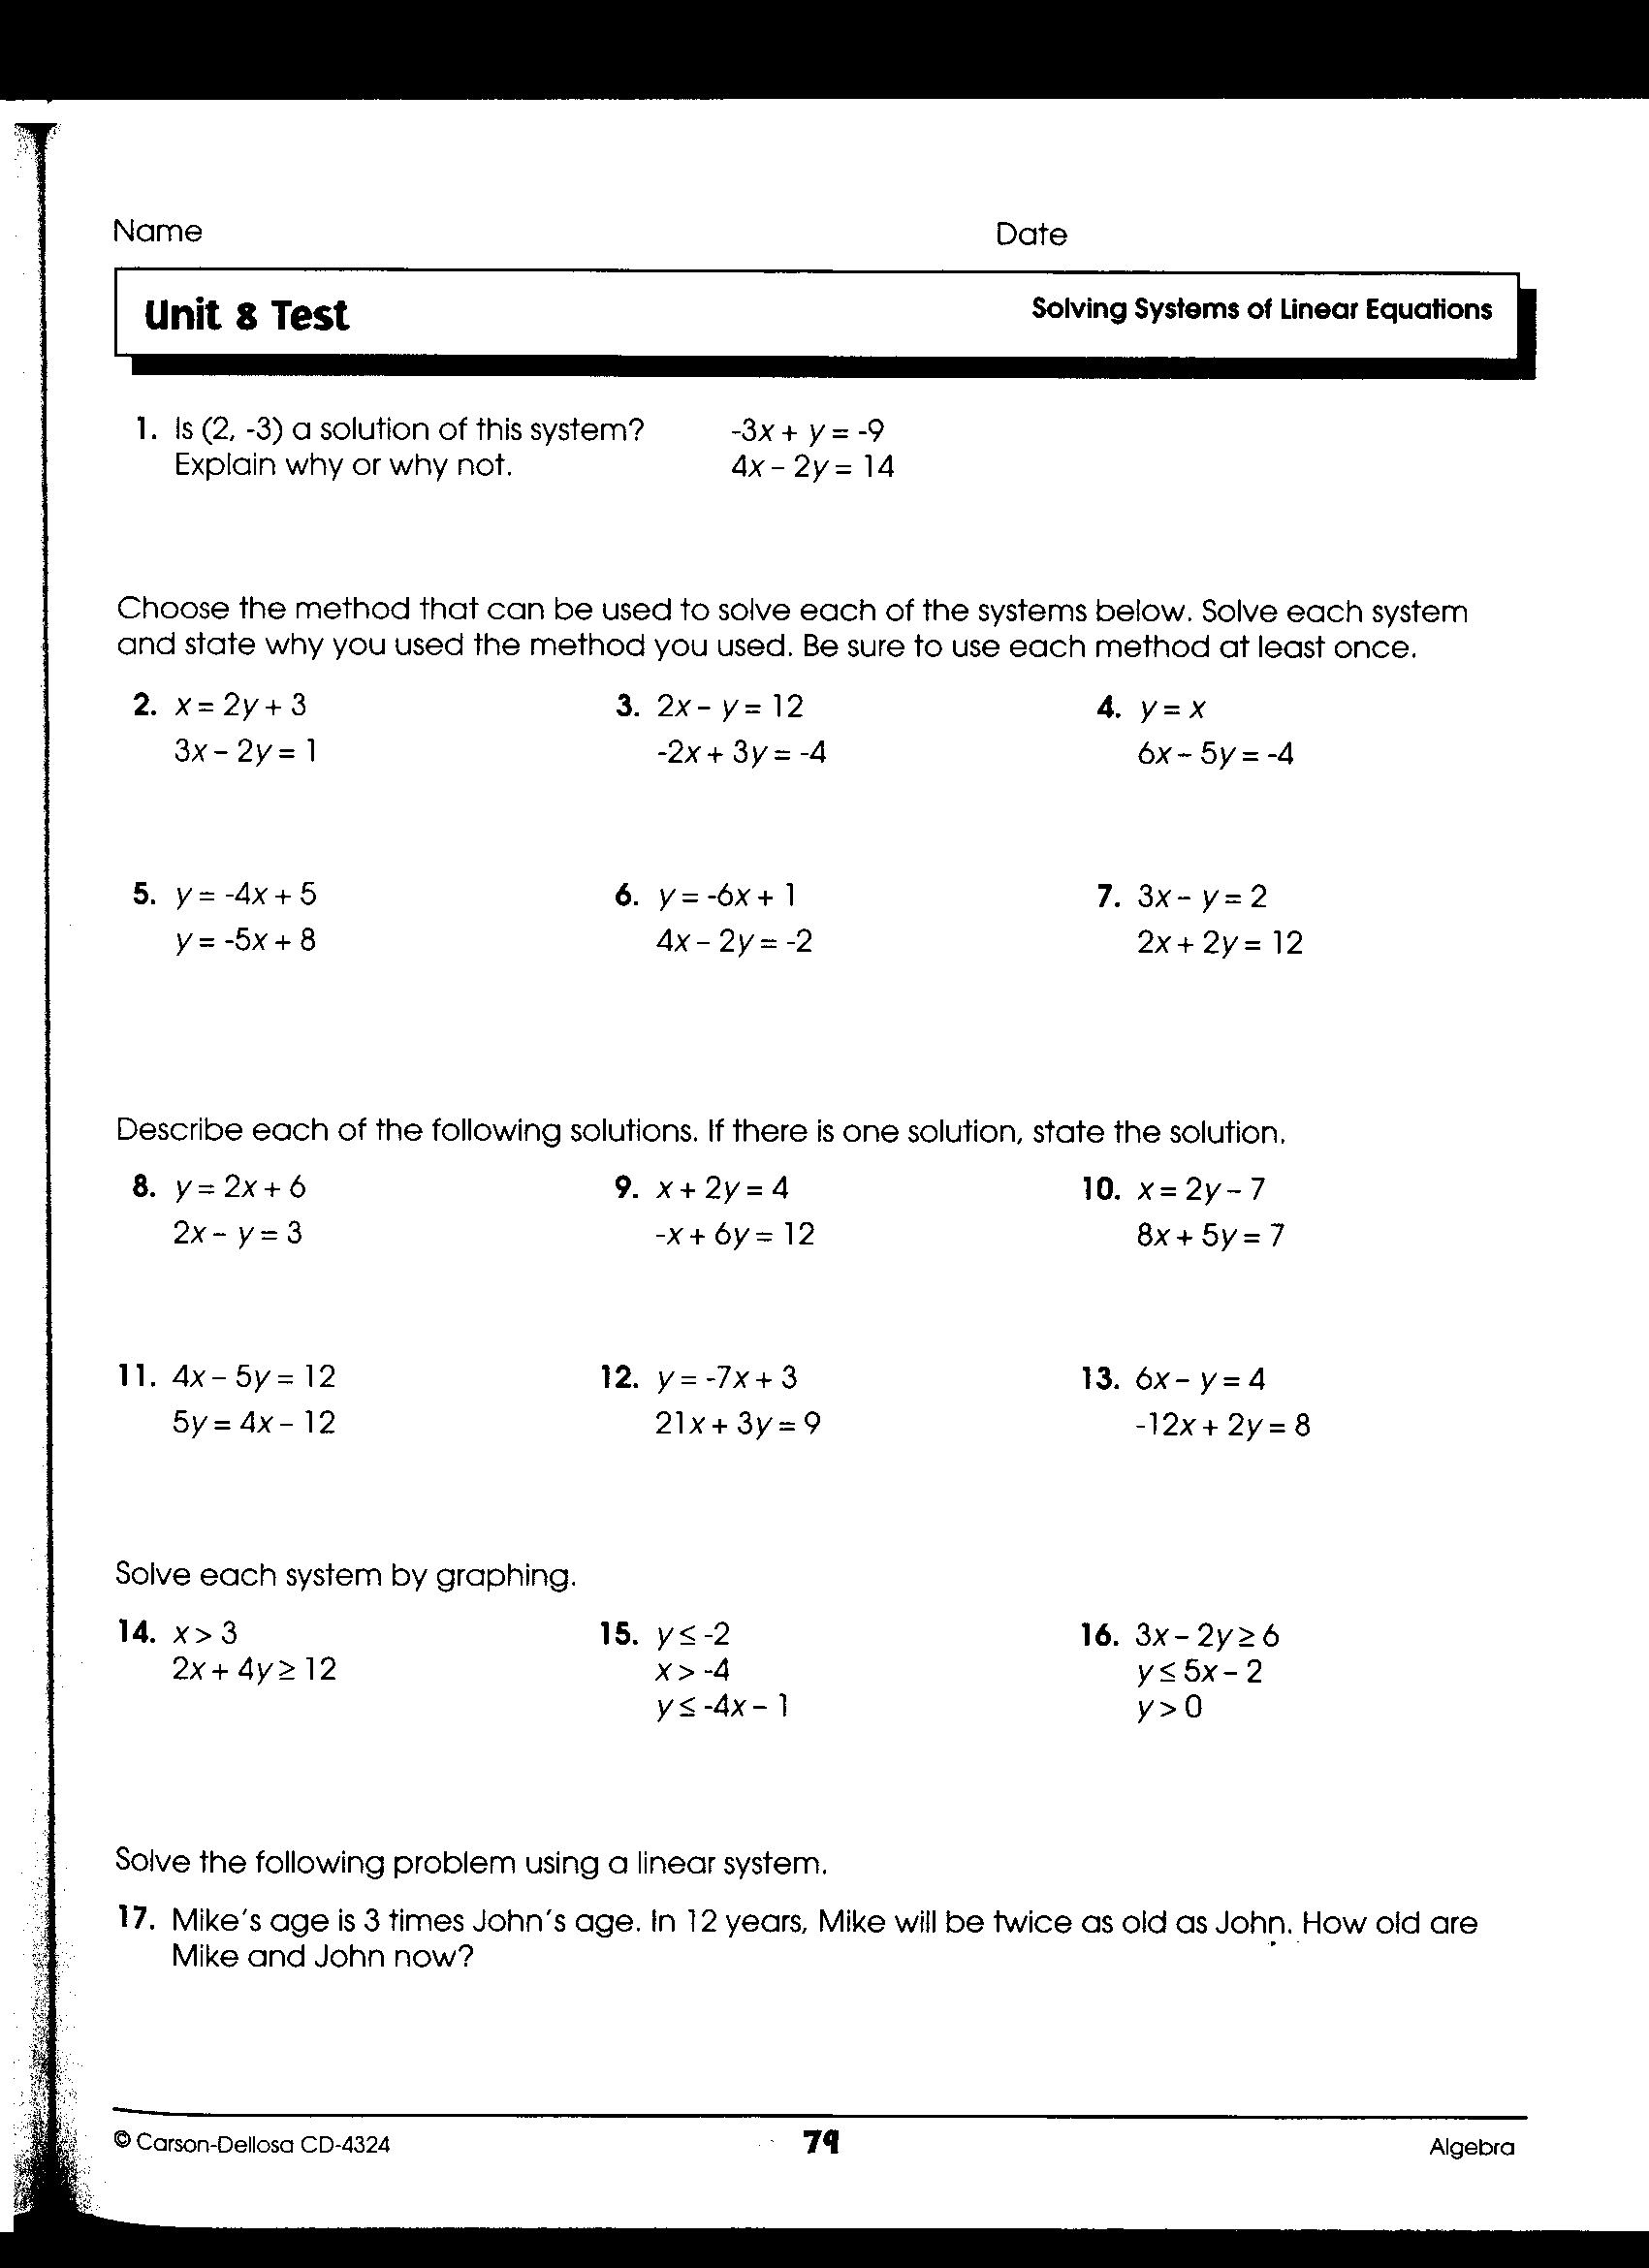 Name Date
Unit 8 Test Solving Systems of Linear Equations
1. Is (2, -3) a solution of this system? -3x + y = -9
Explain why or why not. 4x – 2y = 14
Choose the method that can be used to solve each of the systems below. Solve each system
and state why you used the method you used. Be sure to use each method at least once.
2. x = 2y + 3 3. 2x – y = 12 4. y = x
3x – 2y = 1 -2x + 3y = -4 6x – 5y = -4
5. y = -4x + 5 6. y = -6x + 1 7. 3x – y = 2
y = -5x + 8 4x – 2y = -2 2x + 2y = 12
Describe each of the following solutions. If there is one solution, state the solution.
8. y = 2x + 6 9. x + 2y = 4 10. x = 2y – 7
2x – y = 3 -x + 6y = 12 8x + 5y = 7
11. 4x – 5y = 12 12. y = -7x + 3 13. 6x – y = 4
5y = 4x – 12 21x + 3y = 9 -12x + 2y = 8
Solve each system by graphing.
14. x > 3 15. y ≤ -2 16. 3x – 2y ≥ 6
2x + 4y ≥ 12 x > -4 y ≤ 5x – 2
y ≤ -4x – 1 y > 0
Solve the following problem using a linear system.
17. Mike's age is 3 times John's age. In 12 years, Mike will be twice as old as John. How old are
Mike and John now?
© Carson-Dellosa CD-4324 79 Algebra